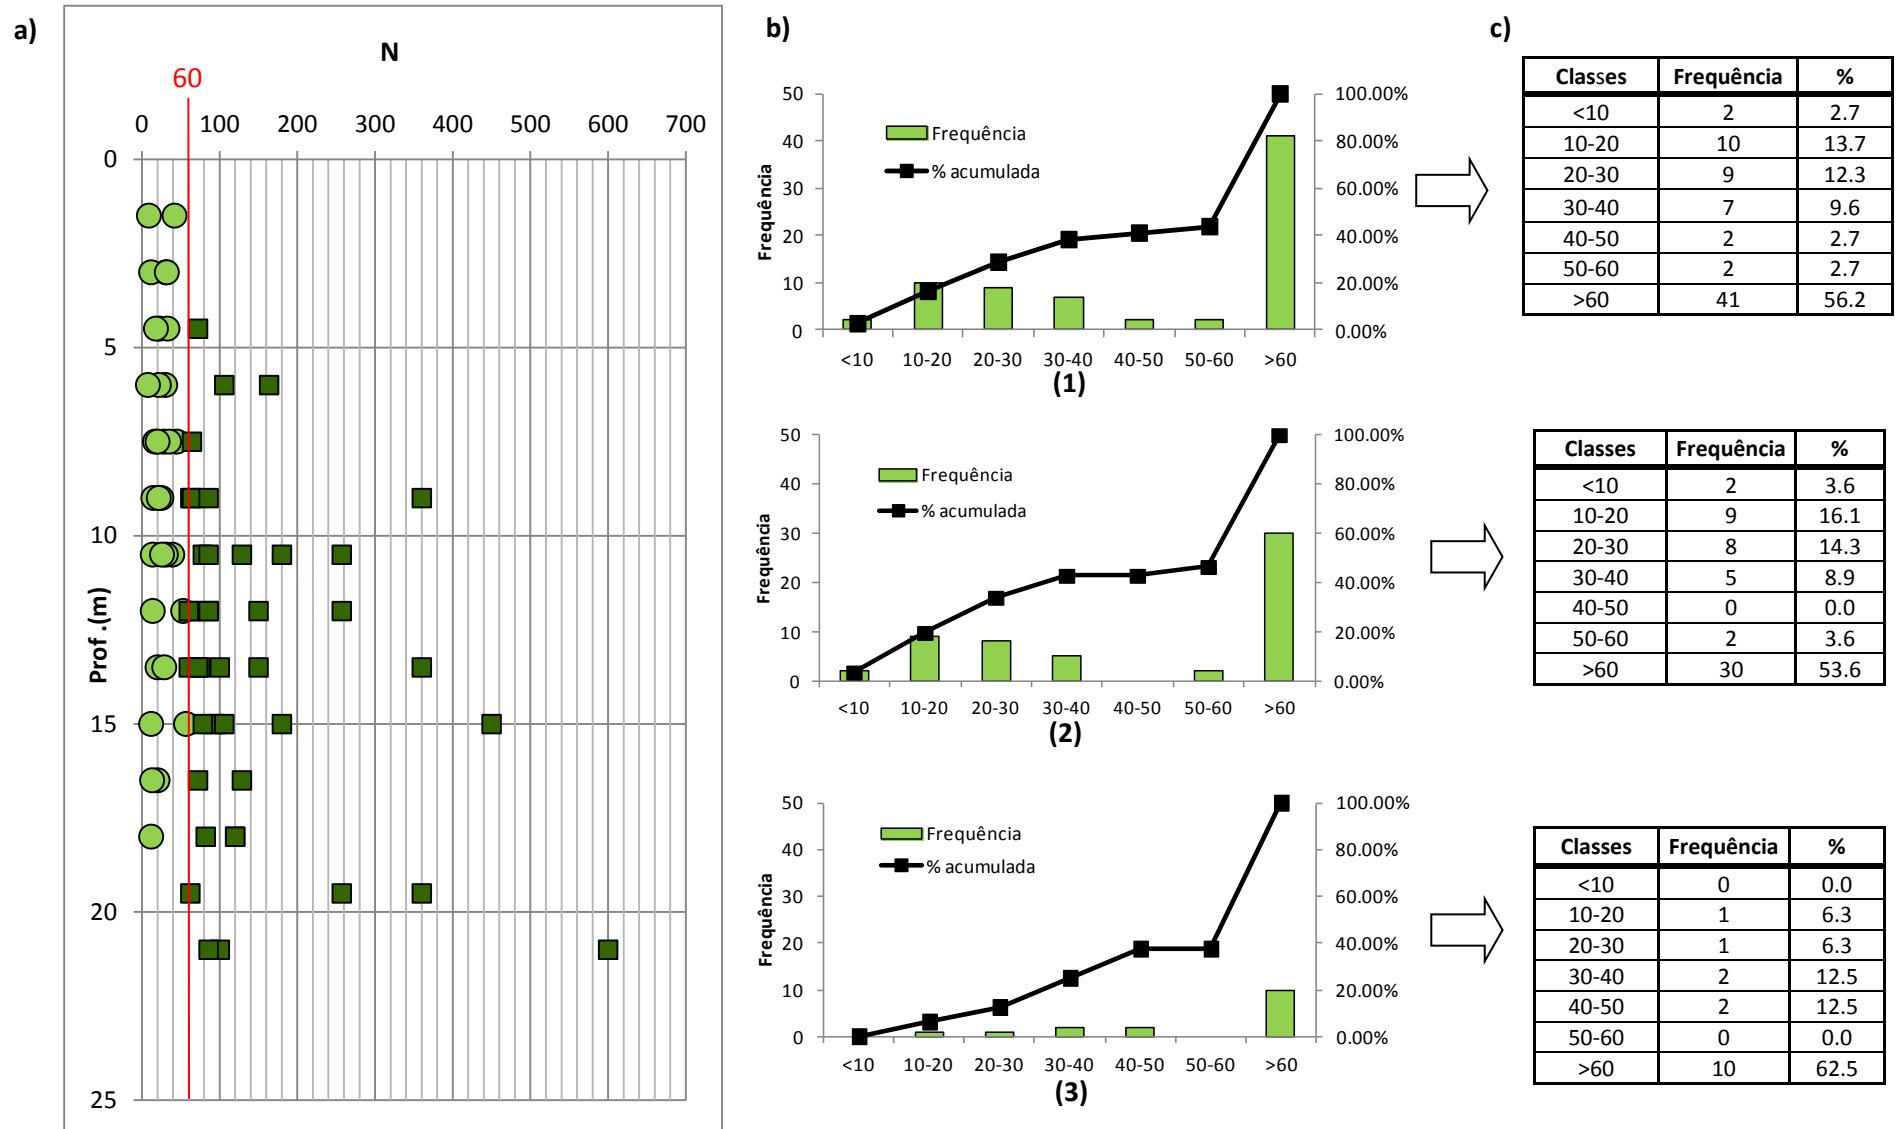 a)
N
60
0 100 200 300 400 500 600 700
0
5
10
15
20
25
Prof .(m)
b)
50
40
30
20
10
0
Frequência
Frequência
% acumulada
100.00%
80.00%
60.00%
40.00%
20.00%
0.00%
<10 10-20 20-30 30-40 40-50 50-60 >60
(1)
50
40
30
20
10
0
Frequência
Frequência
% acumulada
100.00%
80.00%
60.00%
40.00%
20.00%
0.00%
<10 10-20 20-30 30-40 40-50 50-60 >60
(2)
50
40
30
20
10
0
Frequência
Frequência
% acumulada
100.00%
80.00%
60.00%
40.00%
20.00%
0.00%
<10 10-20 20-30 30-40 40-50 50-60 >60
(3)
c)
Classes Frequência %
<10 2 2.7
10-20 10 13.7
20-30 9 12.3
30-40 7 9.6
40-50 2 2.7
50-60 2 2.7
>60 41 56.2
Classes Frequência %
<10 2 3.6
10-20 9 16.1
20-30 8 14.3
30-40 5 8.9
40-50 0 0.0
50-60 2 3.6
>60 30 53.6
Classes Frequência %
<10 0 0.0
10-20 1 6.3
20-30 1 6.3
30-40 2 12.5
40-50 2 12.5
50-60 0 0.0
>60 10 62.5